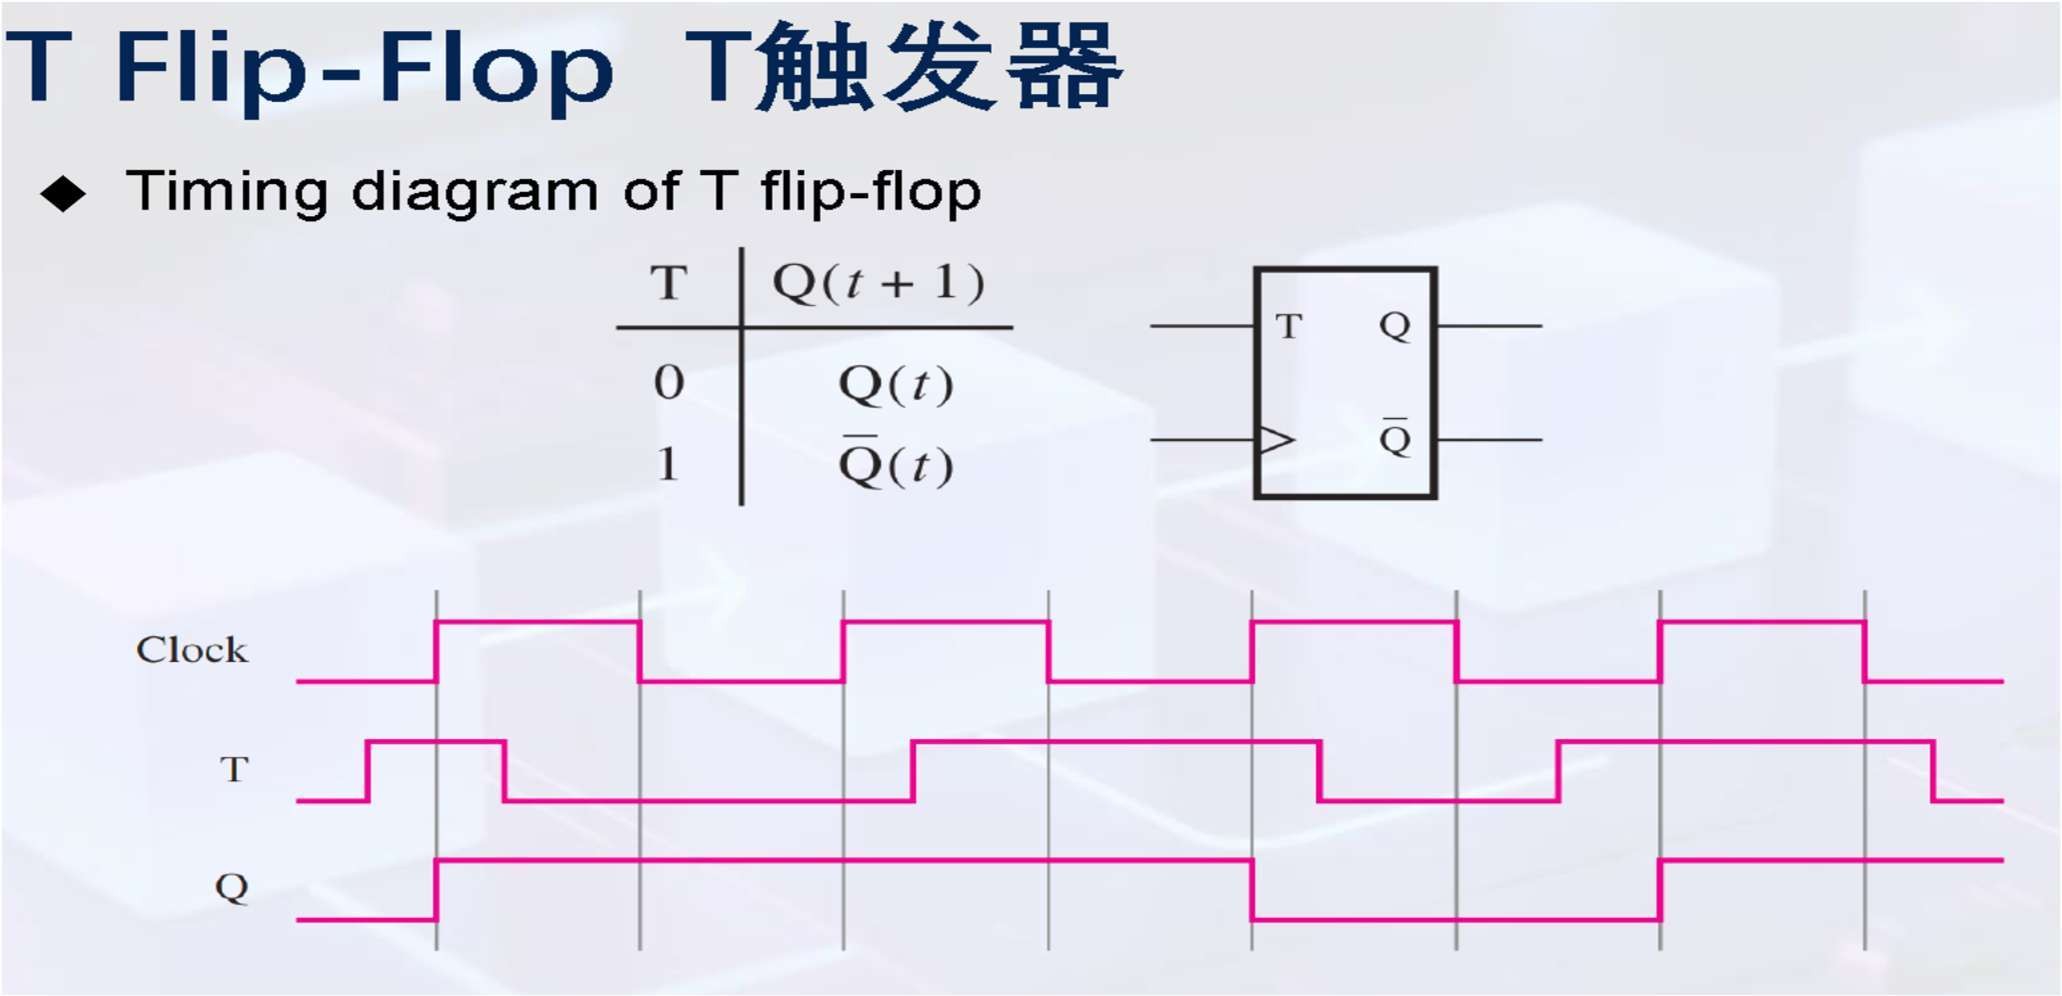 T Flip-Flop T触发器
◆ Timing diagram of T flip-flop
T Q(t + 1)
0 Q(t)
1 Q̅(t)
T Q
Q̅
Clock
T
Q